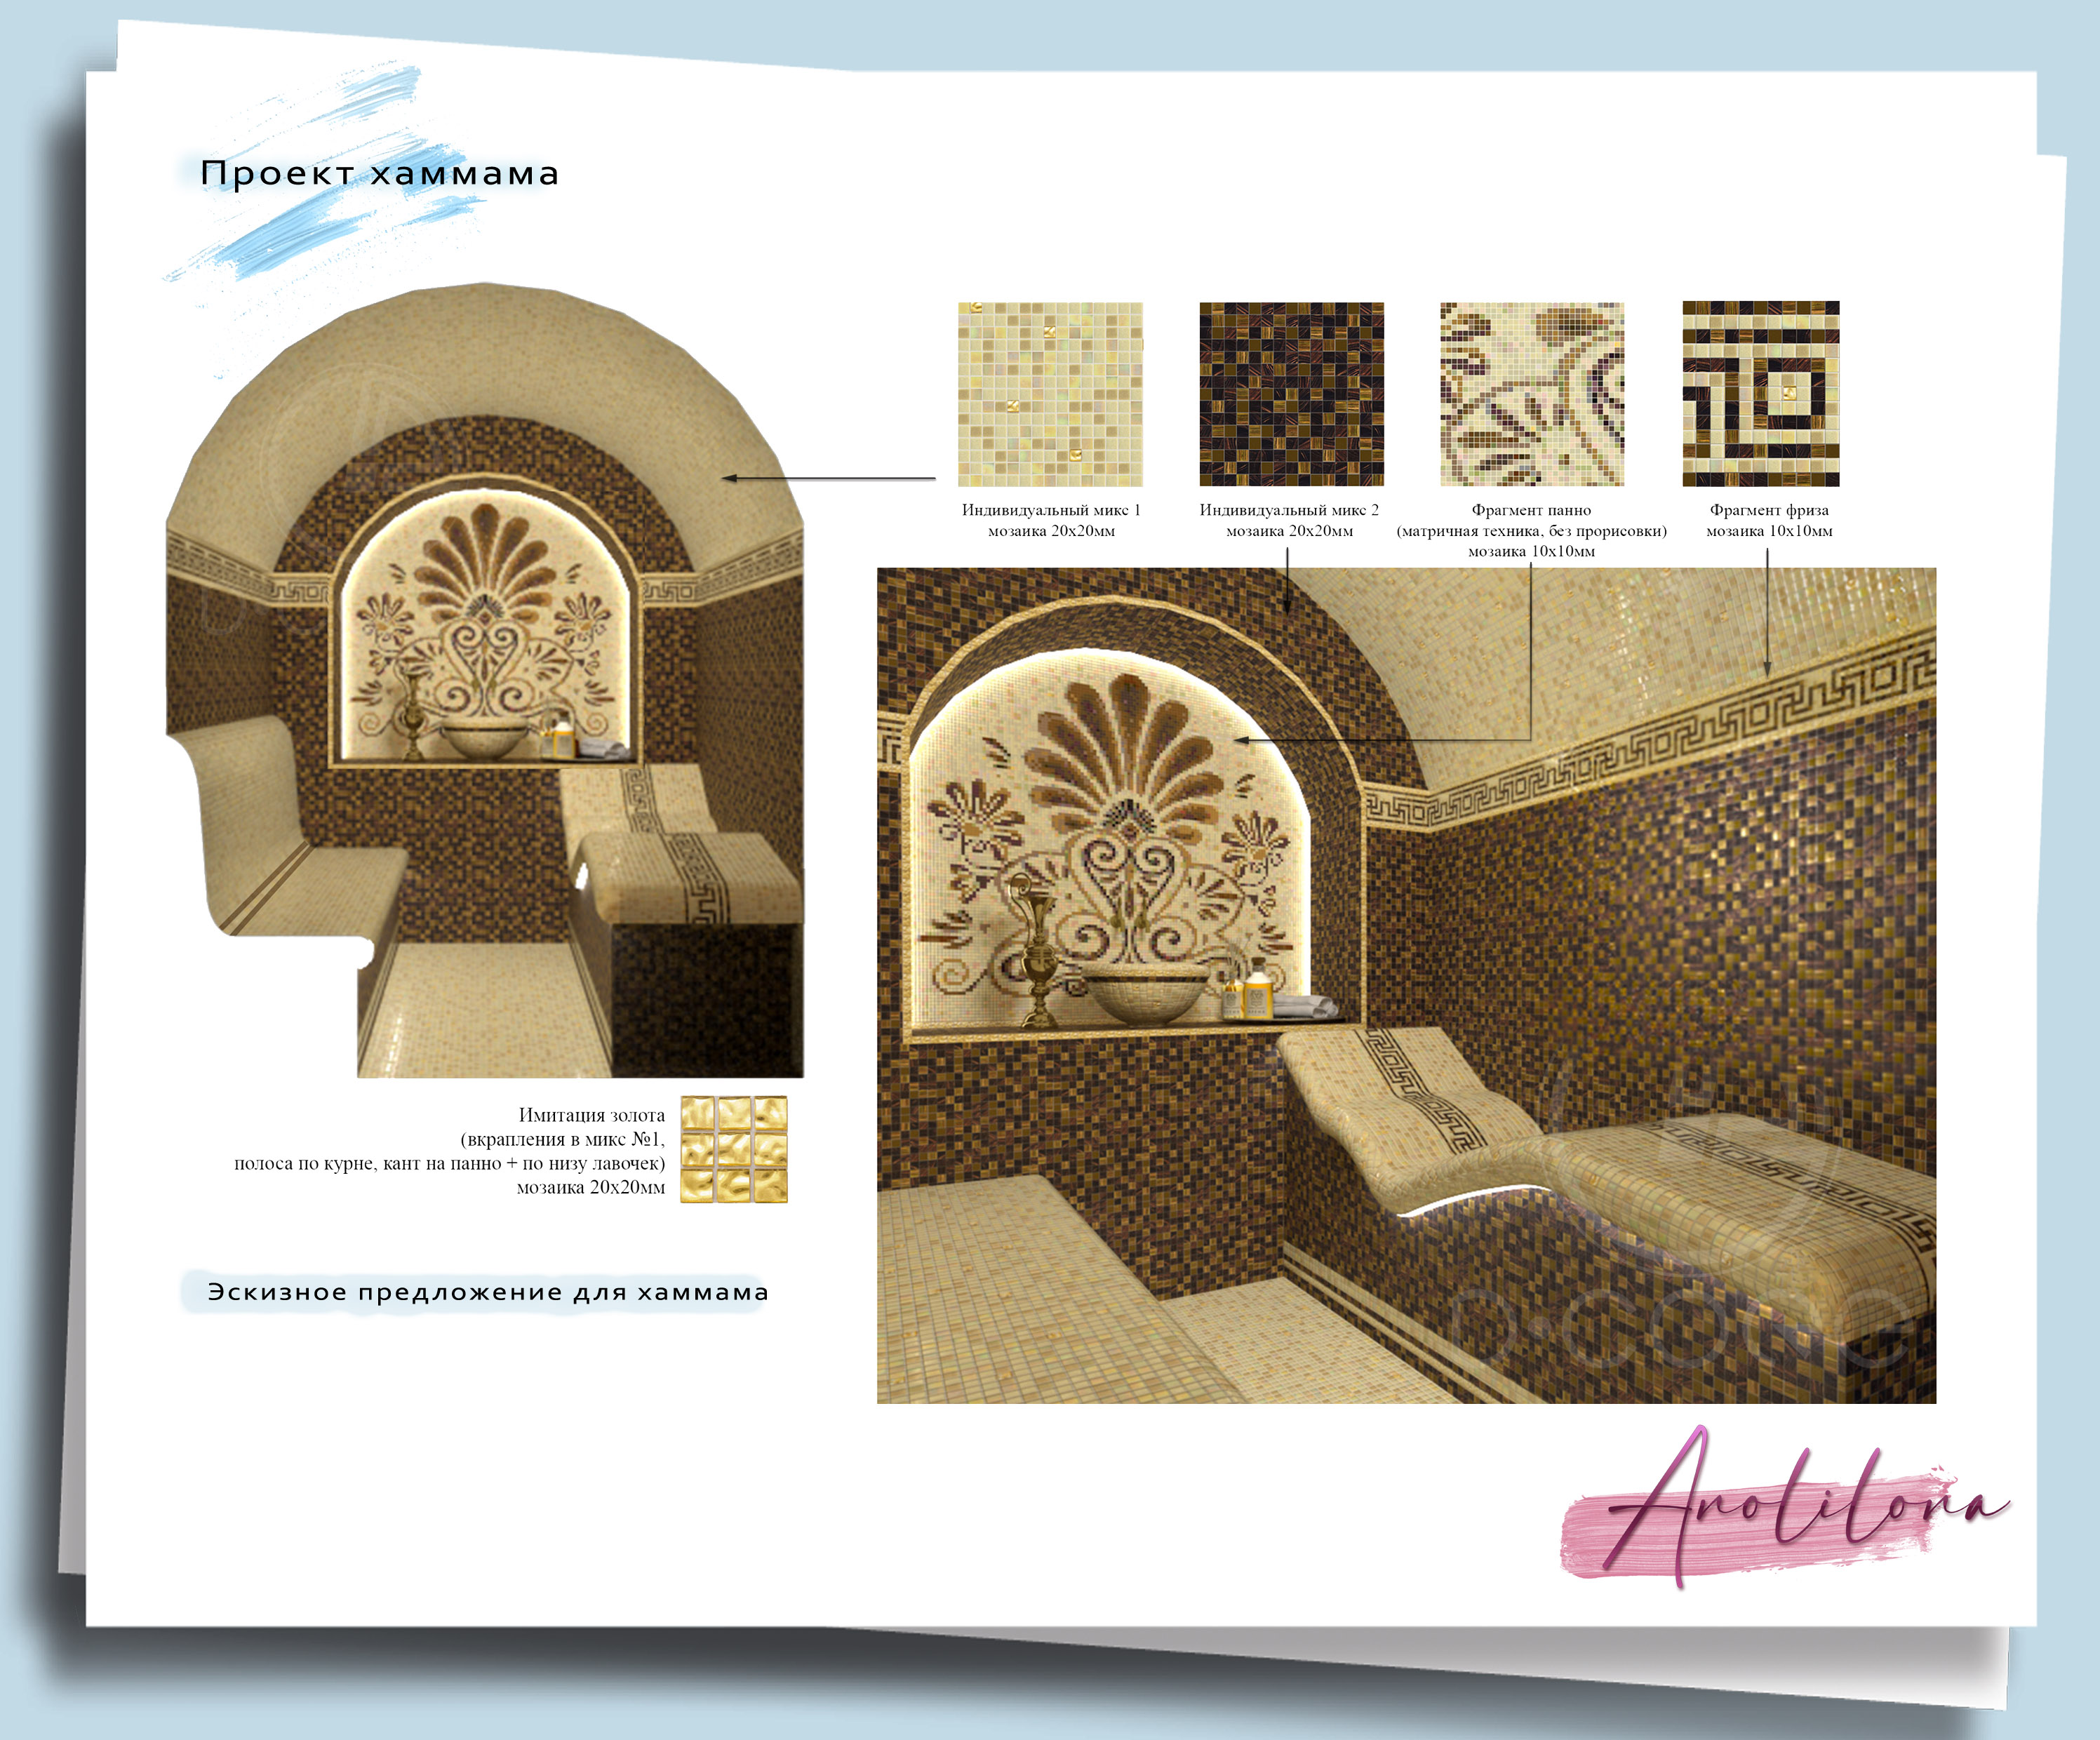 Проект хаммама
Индивидуальный микс 1
мозаика 20х20мм
Индивидуальный микс 2
мозаика 20х20мм
Фрагмент панно
(матричная техника, без прорисовки)
мозаика 10х10мм
Фрагмент фриза
мозаика 10х10мм
Имитация золота
(вкрапления в микс №1,
полоса по курне, кант на панно + по низу лавочек)
мозаика 20х20мм
Эскизное предложение для хаммама
Anolilona